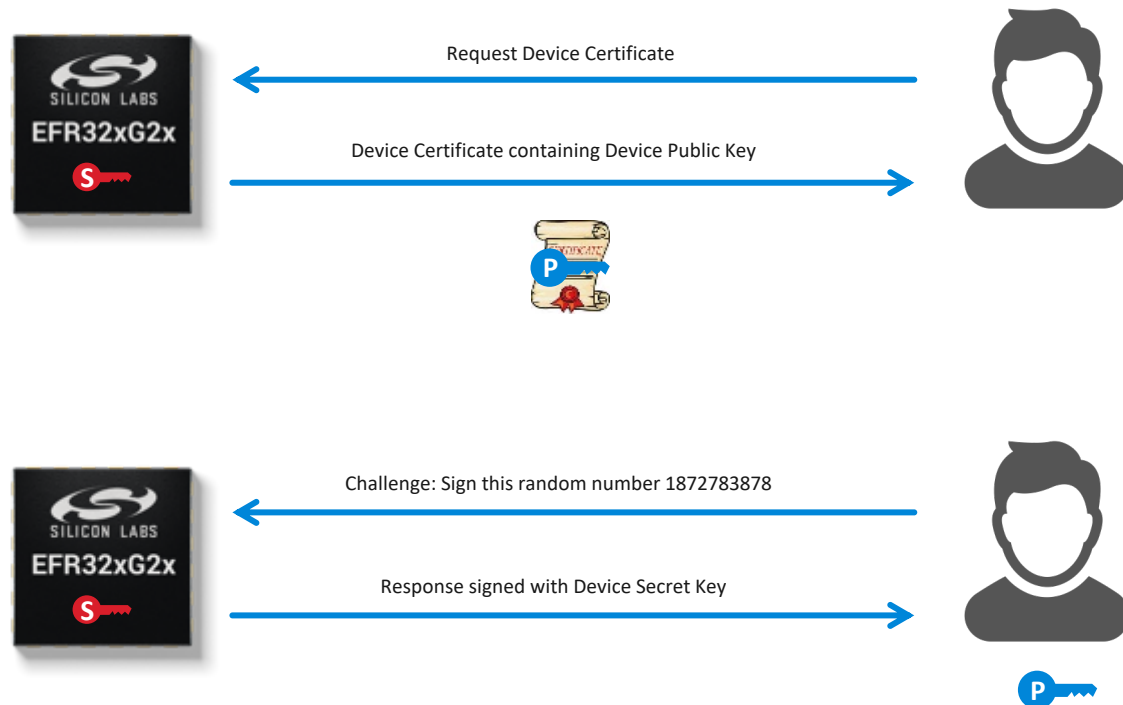 Request Device Certificate
SILICON LABS
EFR32xG2x
S
Device Certificate containing Device Public Key
CERTIFICATE
P
Challenge: Sign this random number 1872783878
SILICON LABS
EFR32xG2x
S
Response signed with Device Secret Key
P